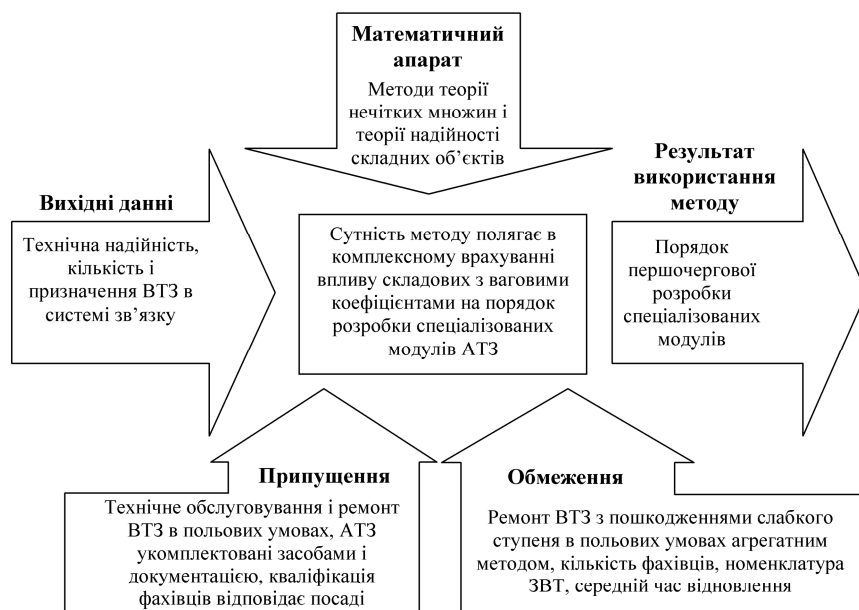 Математичний
апарат
Методи теорії
нечітких множин і
теорії надійності
складних об’єктів
Вихідні данні
Технічна надійність,
кількість і
призначення ВТЗ в
системі зв’язку
Сутність методу полягає в
комплексному врахуванні
впливу складових з ваговими
коефіцієнтами на порядок
розробки спеціалізованих
модулів АТЗ
Результат
використання
методу
Порядок
першочергової
розробки
спеціалізованих
модулів
Припущення
Технічне обслуговування і ремонт
ВТЗ в польових умовах, АТЗ
укомплектовані засобами і
документацією, кваліфікація
фахівців відповідає посаді
Обмеження
Ремонт ВТЗ з пошкодженнями слабкого
ступеня в польових умовах агрегатним
методом, кількість фахівців, номенклатура
ЗВТ, середній час відновлення